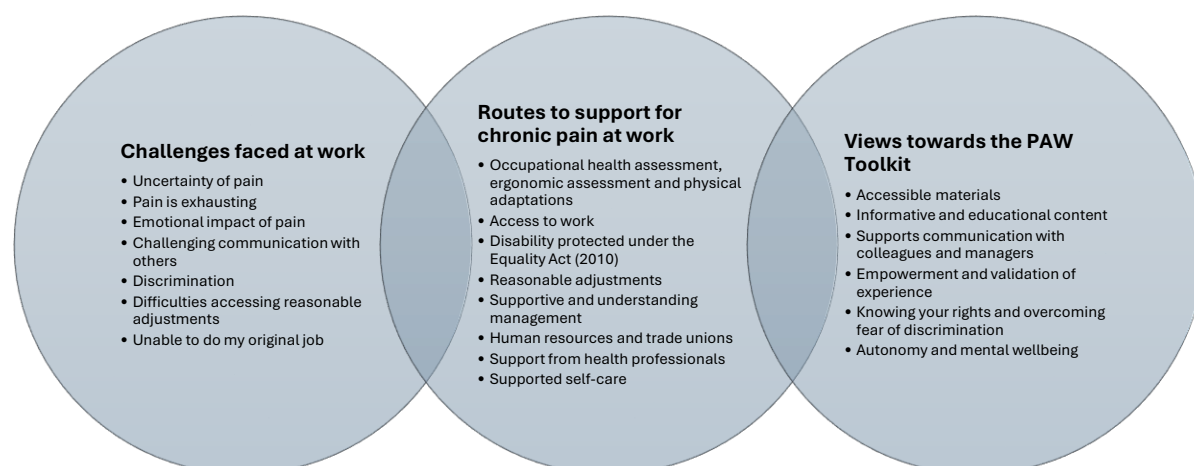 Challenges faced at work
• Uncertainty of pain
• Pain is exhausting
• Emotional impact of pain
• Challenging communication with
others
• Discrimination
• Difficulties accessing reasonable
adjustments
• Unable to do my original job
Routes to support for
chronic pain at work
• Occupational health assessment,
ergonomic assessment and physical
adaptations
• Access to work
• Disability protected under the
Equality Act (2010)
• Reasonable adjustments
• Supportive and understanding
management
• Human resources and trade unions
• Support from health professionals
• Supported self-care
Views towards the PAW
Toolkit
• Accessible materials
• Informative and educational content
• Supports communication with
colleagues and managers
• Empowerment and validation of
experience
• Knowing your rights and overcoming
fear of discrimination
• Autonomy and mental wellbeing